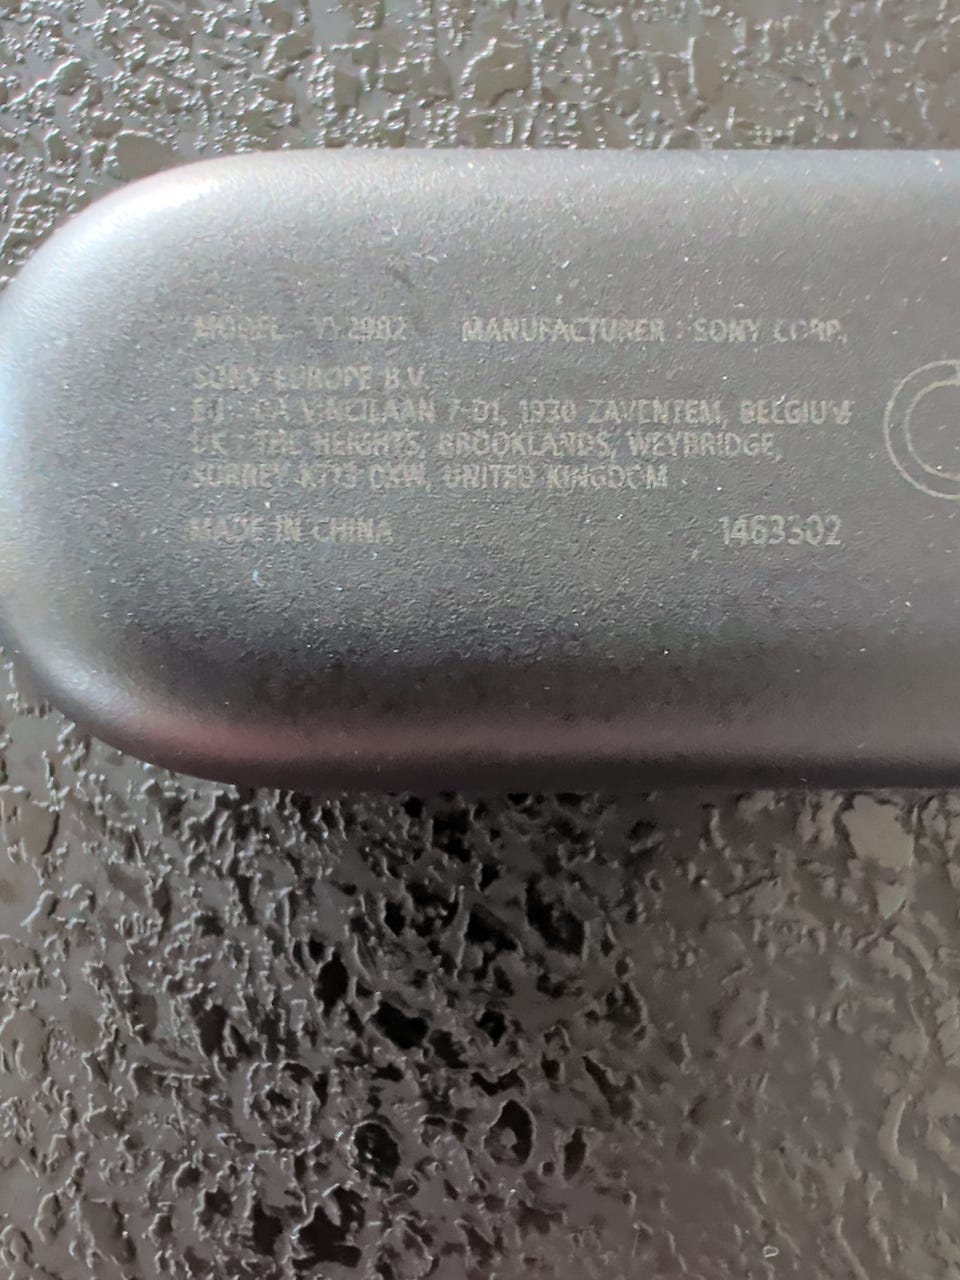 MODEL : YY2982 MANUFACTURER : SONY CORP.
SONY EUROPE B.V.
EU : DA VINCILAAN 7-D1, 1930 ZAVENTEM, BELGIUM
UK : THE HEIGHTS, BROOKLANDS, WEYBRIDGE,
SURREY KT13 0XW, UNITED KINGDOM
MADE IN CHINA 1463302